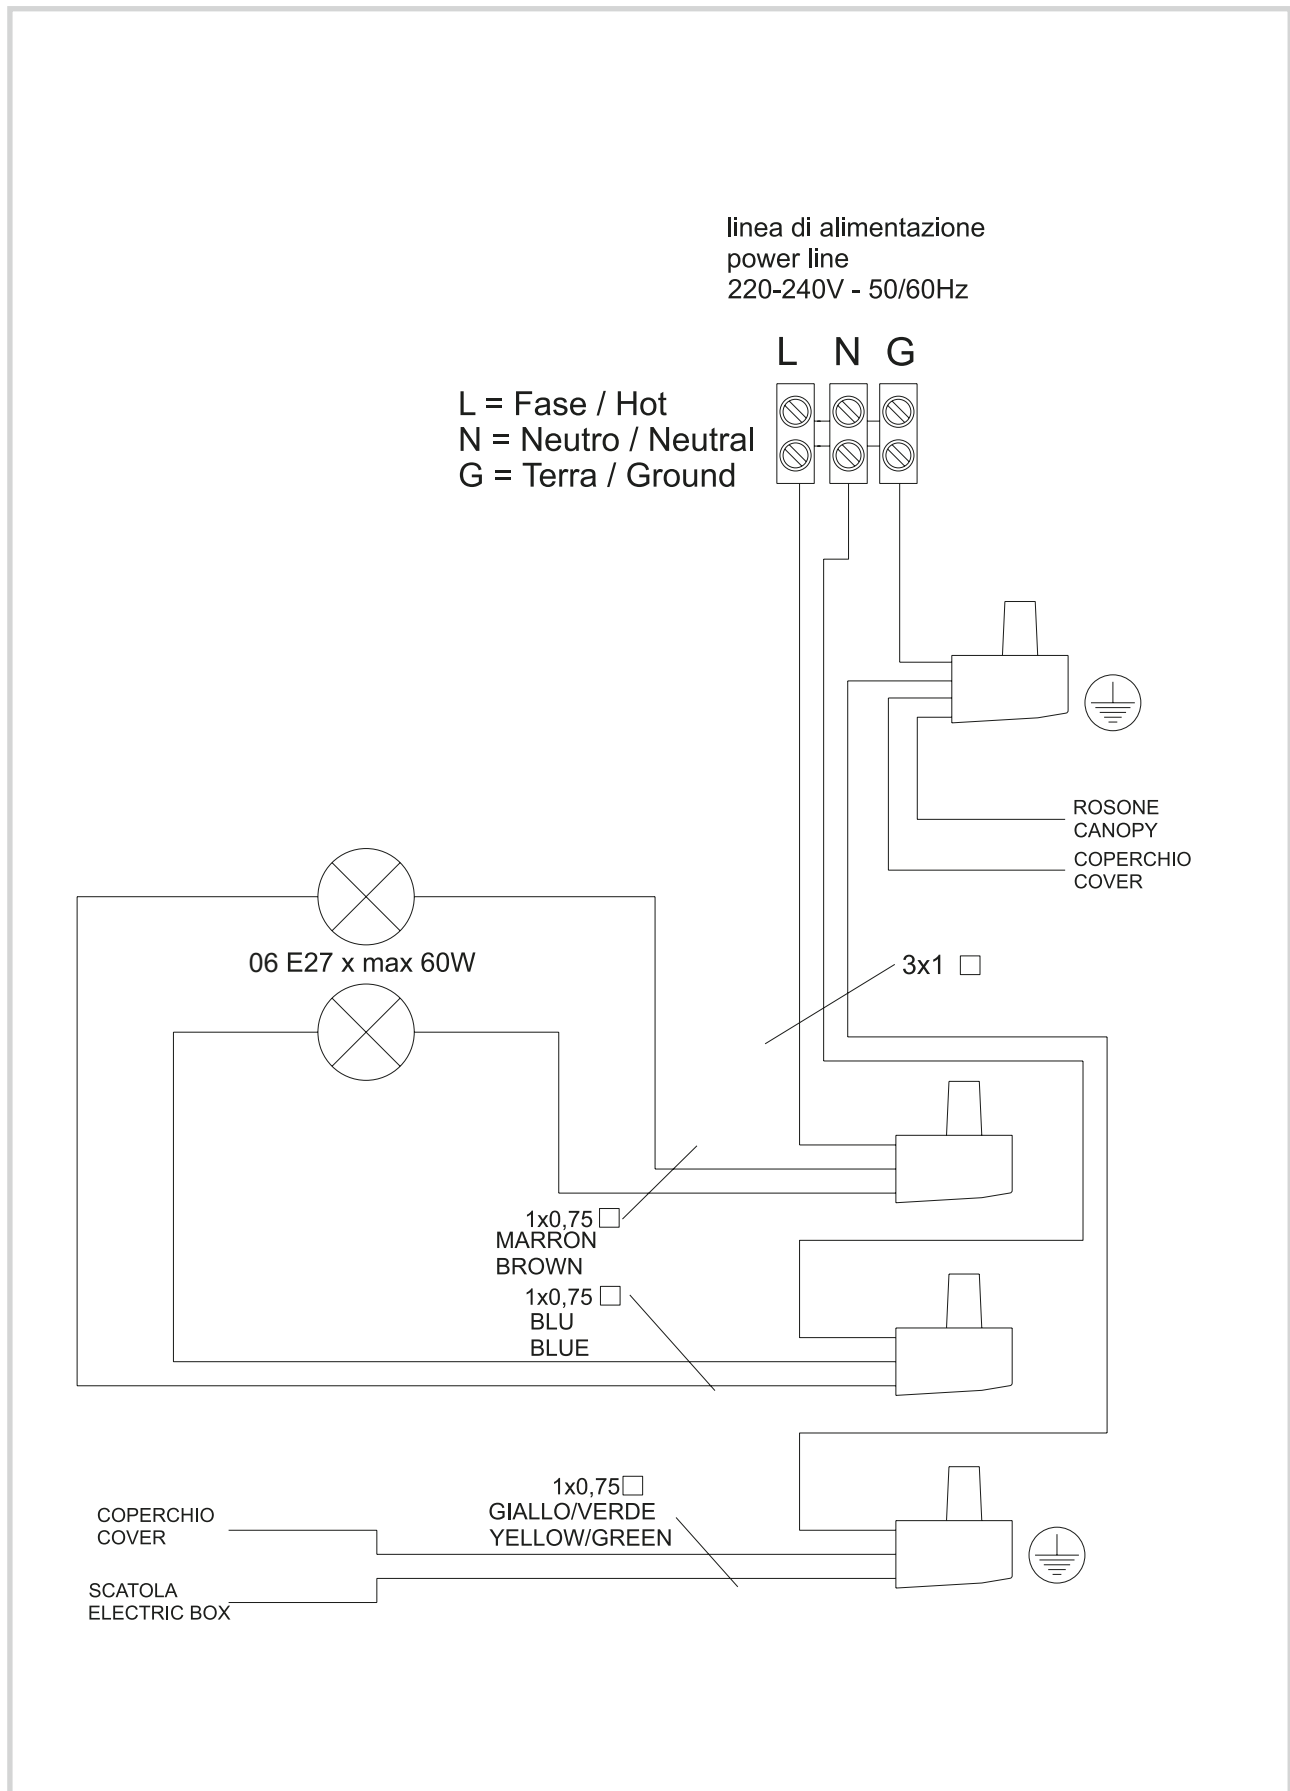 linea di alimentazione
power line
220-240V - 50/60Hz
L N G
L = Fase / Hot
N = Neutro / Neutral
G = Terra / Ground
ROSONE
CANOPY
COPERCHIO
COVER
06 E27 x max 60W
3x1 □
1x0,75 □
MARRON
BROWN
1x0,75 □
BLU
BLUE
1x0,75□
GIALLO/VERDE
YELLOW/GREEN
COPERCHIO
COVER
SCATOLA
ELECTRIC BOX